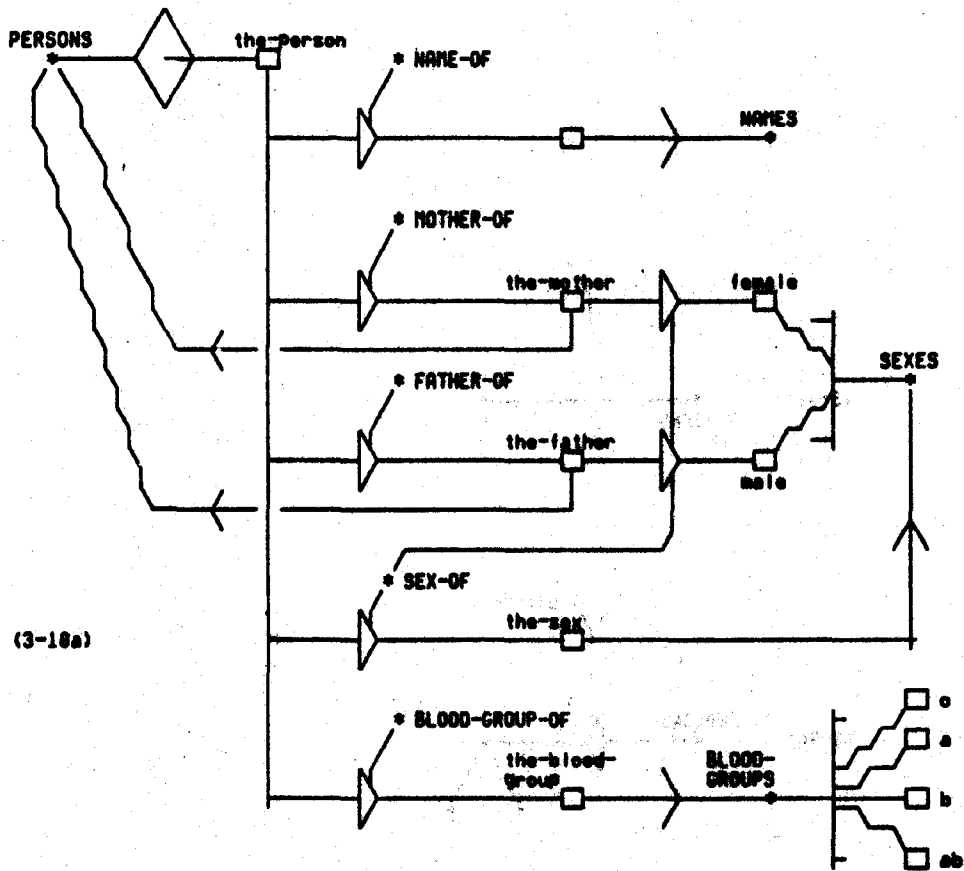 PERSONS
the-person
* NAME-OF
NAMES
* MOTHER-OF
the-mother
female
SEXES
* FATHER-OF
the-father
male
* SEX-OF
(3-18a)
the-sex
o
* BLOOD-GROUP-OF
a
the-blood-
group
BLOOD-
GROUPS
b
ab